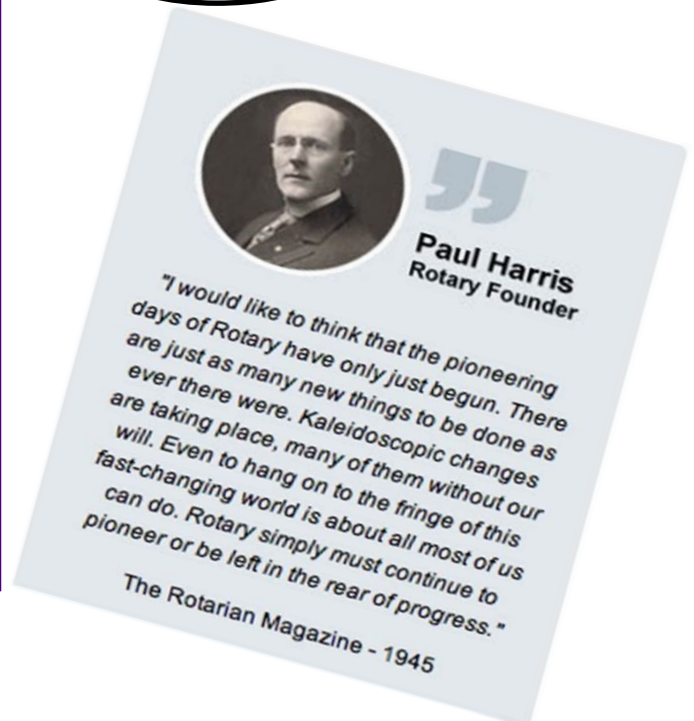 Paul Harris
Rotary Founder
"I would like to think that the pioneering
days of Rotary have only just begun. There
are just as many new things to be done as
ever there were. Kaleidoscopic changes
are taking place, many of them without our
will. Even to hang on to the fringe of this
fast-changing world is about all most of us
can do. Rotary simply must continue to
pioneer or be left in the rear of progress."
The Rotarian Magazine - 1945